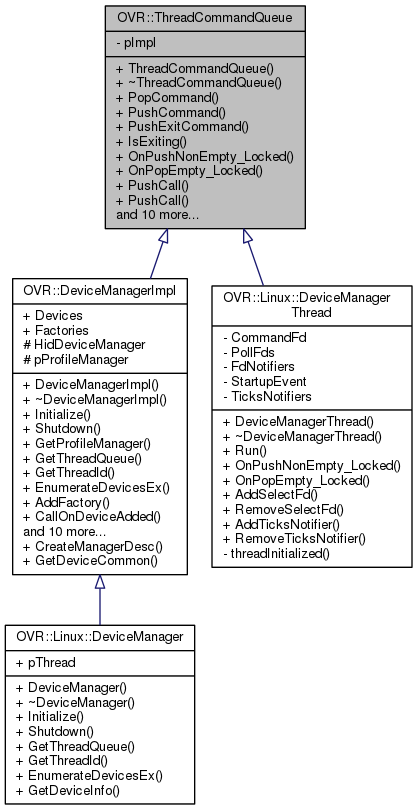 OVR::ThreadCommandQueue
- pImpl
+ ThreadCommandQueue()
+ ~ThreadCommandQueue()
+ PopCommand()
+ PushCommand()
+ PushExitCommand()
+ IsExiting()
+ OnPushNonEmpty_Locked()
+ OnPopEmpty_Locked()
+ PushCall()
+ PushCall()
and 10 more...
OVR::DeviceManagerImpl
+ Devices
+ Factories
# HidDeviceManager
# pProfileManager
+ DeviceManagerImpl()
+ ~DeviceManagerImpl()
+ Initialize()
+ Shutdown()
+ GetProfileManager()
+ GetThreadQueue()
+ GetThreadId()
+ EnumerateDevicesEx()
+ AddFactory()
+ CallOnDeviceAdded()
and 10 more...
+ CreateManagerDesc()
+ GetDeviceCommon()
OVR::Linux::DeviceManager
Thread
- CommandFd
- PollFds
- FdNotifiers
- StartupEvent
- TicksNotifiers
+ DeviceManagerThread()
+ ~DeviceManagerThread()
+ Run()
+ OnPushNonEmpty_Locked()
+ OnPopEmpty_Locked()
+ AddSelectFd()
+ RemoveSelectFd()
+ AddTicksNotifier()
+ RemoveTicksNotifier()
- threadInitialized()
OVR::Linux::DeviceManager
+ pThread
+ DeviceManager()
+ ~DeviceManager()
+ Initialize()
+ Shutdown()
+ GetThreadQueue()
+ GetThreadId()
+ EnumerateDevicesEx()
+ GetDeviceInfo()